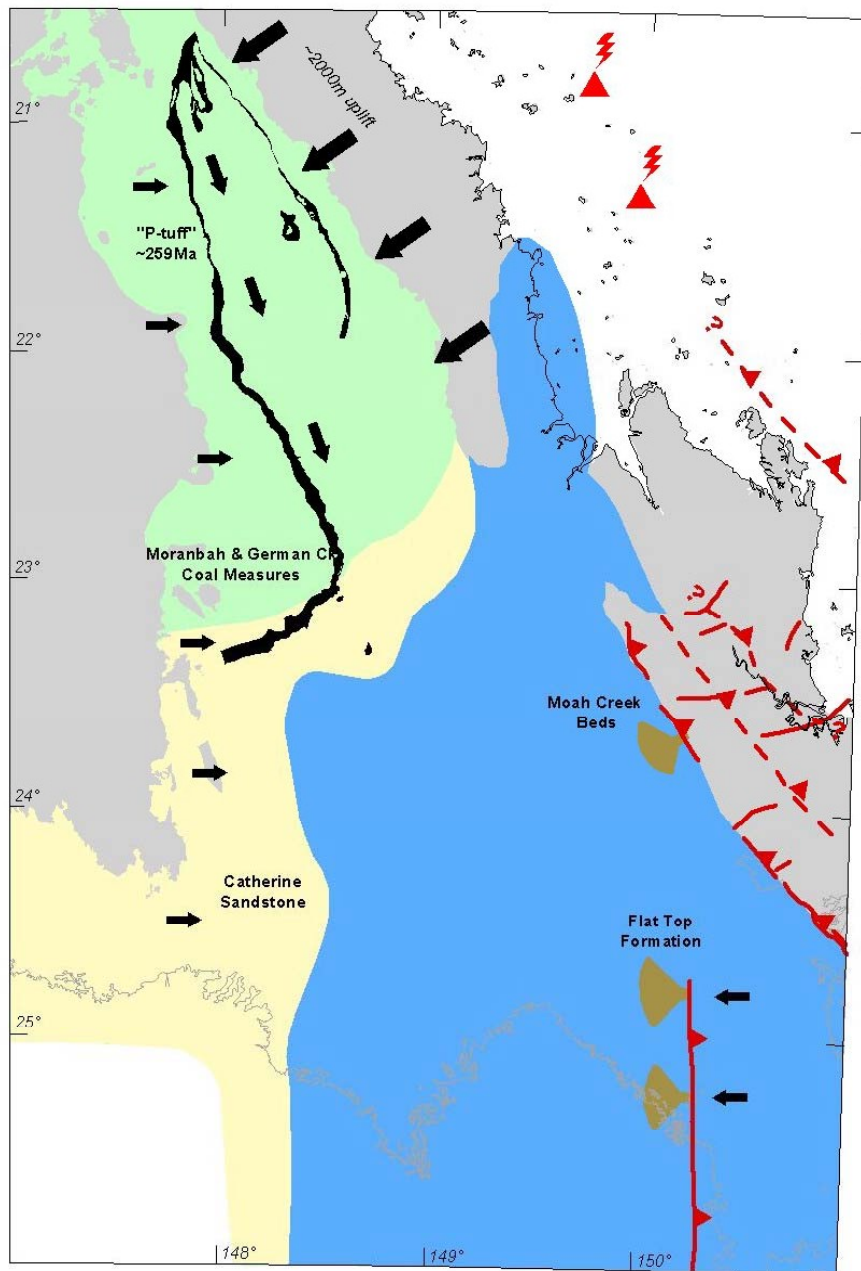 ~2000m uplift
21°
"P-tuff"
~259Ma
22°
?
23°
Moranbah & German Ck
Coal Measures
?
Moah Creek
Beds
?
24°
Catherine
Sandstone
Flat Top
Formation
25°
148°
149°
150°